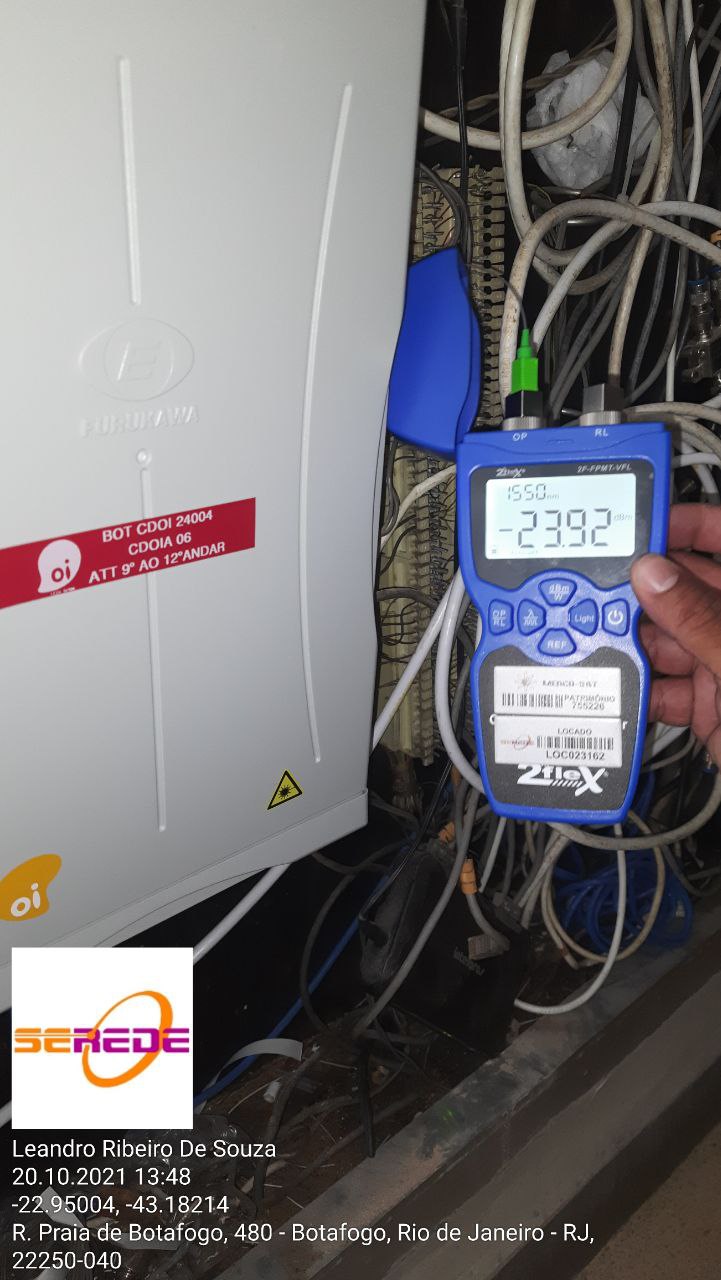 FURUKAWA
BOT CDOI 24004
CDOIA 06
ATT 9º AO 12ºANDAR
oi
oi
OP RL
2flex 2F-FPMT-VFL
1550nm
-23.92 dBm
dBm
W
OP
RL
λ
Light
REF
PATRIMÔNIO
755226
LOCADO
LOC023162
2fleX
SEREDE
Leandro Ribeiro De Souza
20.10.2021 13:48
-22.95004, -43.18214
R. Praia de Botafogo, 480 - Botafogo, Rio de Janeiro - RJ,
22250-040